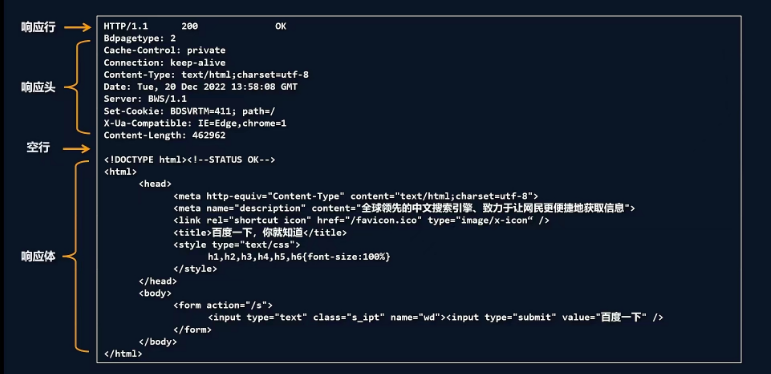 响应行
HTTP/1.1 200 OK
Bdpagetype: 2
Cache-Control: private
Connection: keep-alive
Content-Type: text/html;charset=utf-8
响应头
Date: Tue, 20 Dec 2022 13:58:08 GMT
Server: BWS/1.1
Set-Cookie: BDSVRTM=411; path=/
X-Ua-Compatible: IE=Edge,chrome=1
Content-Length: 462962
空行
<!DOCTYPE html><!--STATUS OK-->
<html>
<head>
<meta http-equiv="Content-Type" content="text/html;charset=utf-8">
<meta name="description" content="全球领先的中文搜索引擎、致力于让网民更便捷地获取信息">
<link rel="shortcut icon" href="/favicon.ico" type="image/x-icon“ />
<title>百度一下，你就知道</title>
<style type="text/css">
响应体
h1,h2,h3,h4,h5,h6{font-size:100%}
</style>
</head>
<body>
<form action="/s">
<input type="text" class="s_ipt" name="wd"><input type="submit" value="百度一下" />
</form>
</body>
</html>